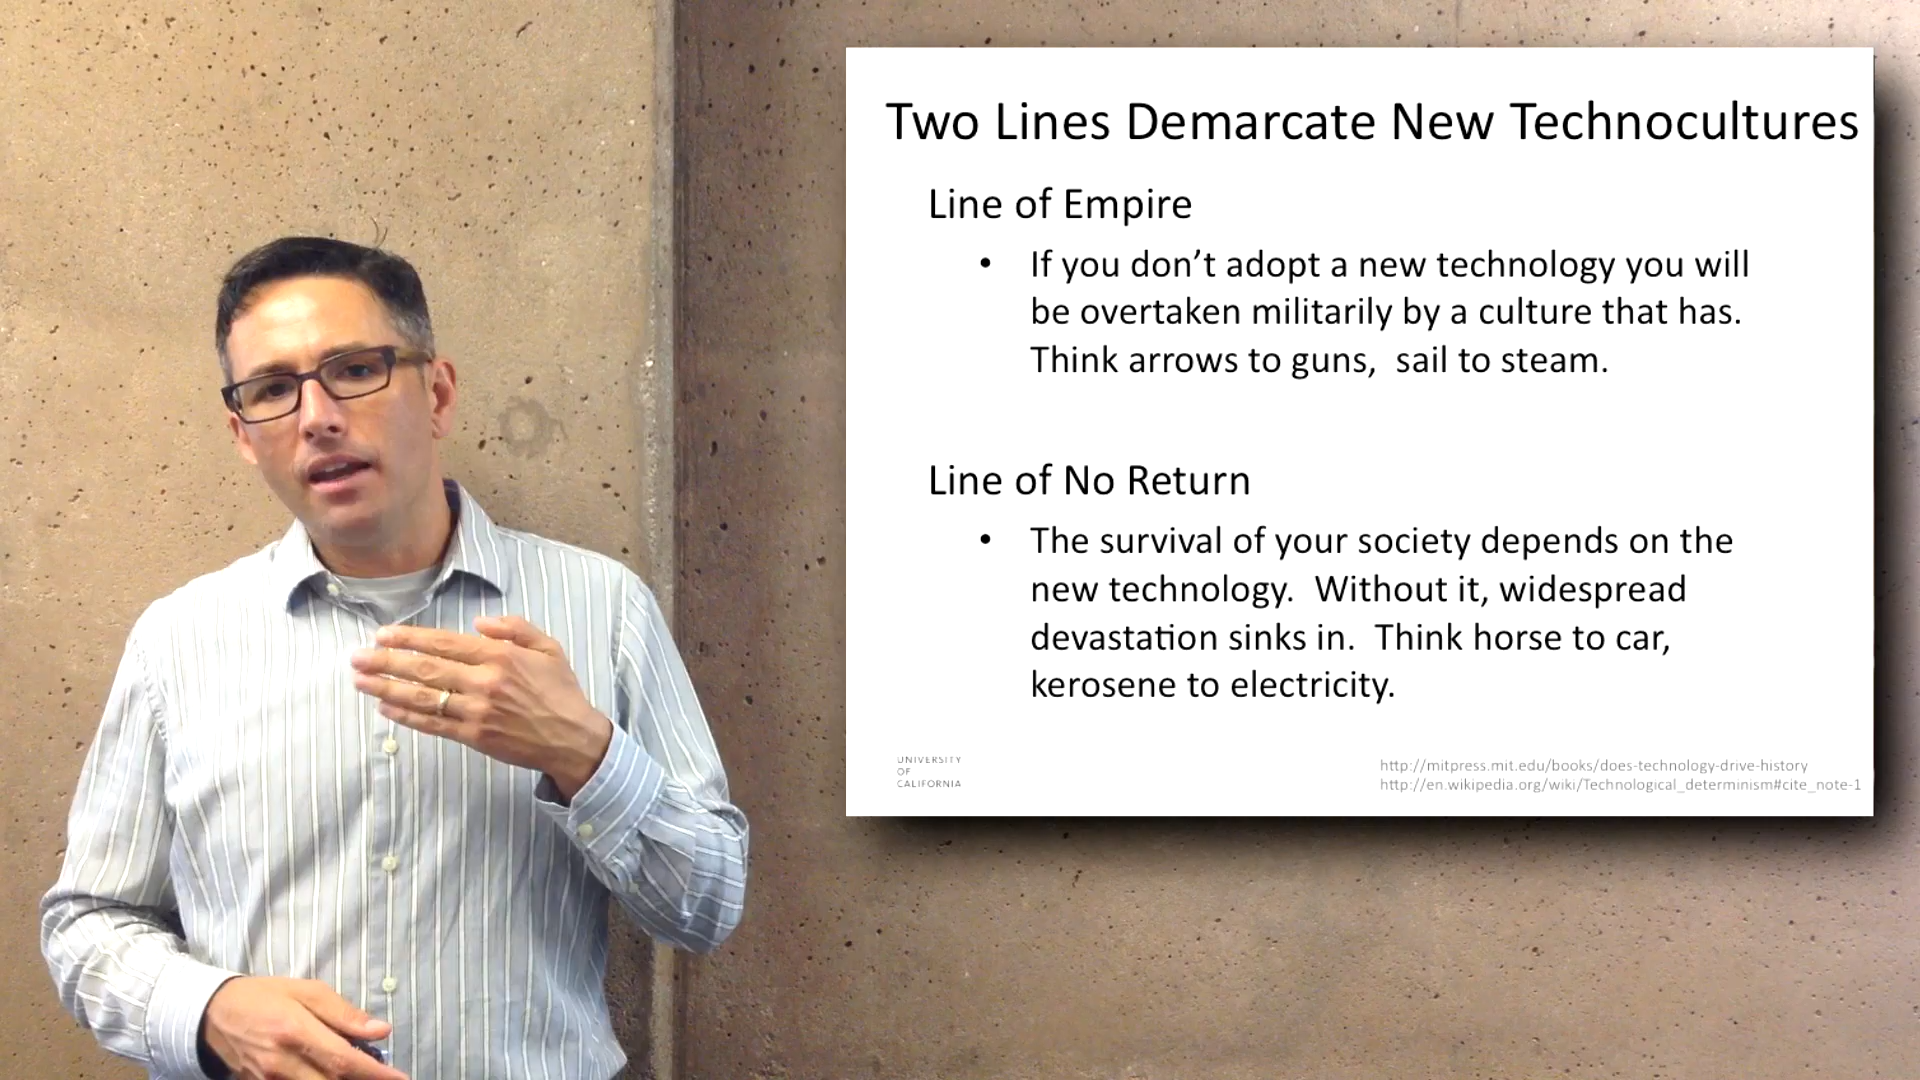 Two Lines Demarcate New Technocultures
Line of Empire
• If you don’t adopt a new technology you will
be overtaken militarily by a culture that has.
Think arrows to guns,  sail to steam.
Line of No Return
• The survival of your society depends on the
new technology.  Without it, widespread
devastation sinks in.  Think horse to car,
kerosene to electricity.
UNIVERSITY
OF
CALIFORNIA
http://mitpress.mit.edu/books/does-technology-drive-history
http://en.wikipedia.org/wiki/Technological_determinism#cite_note-1